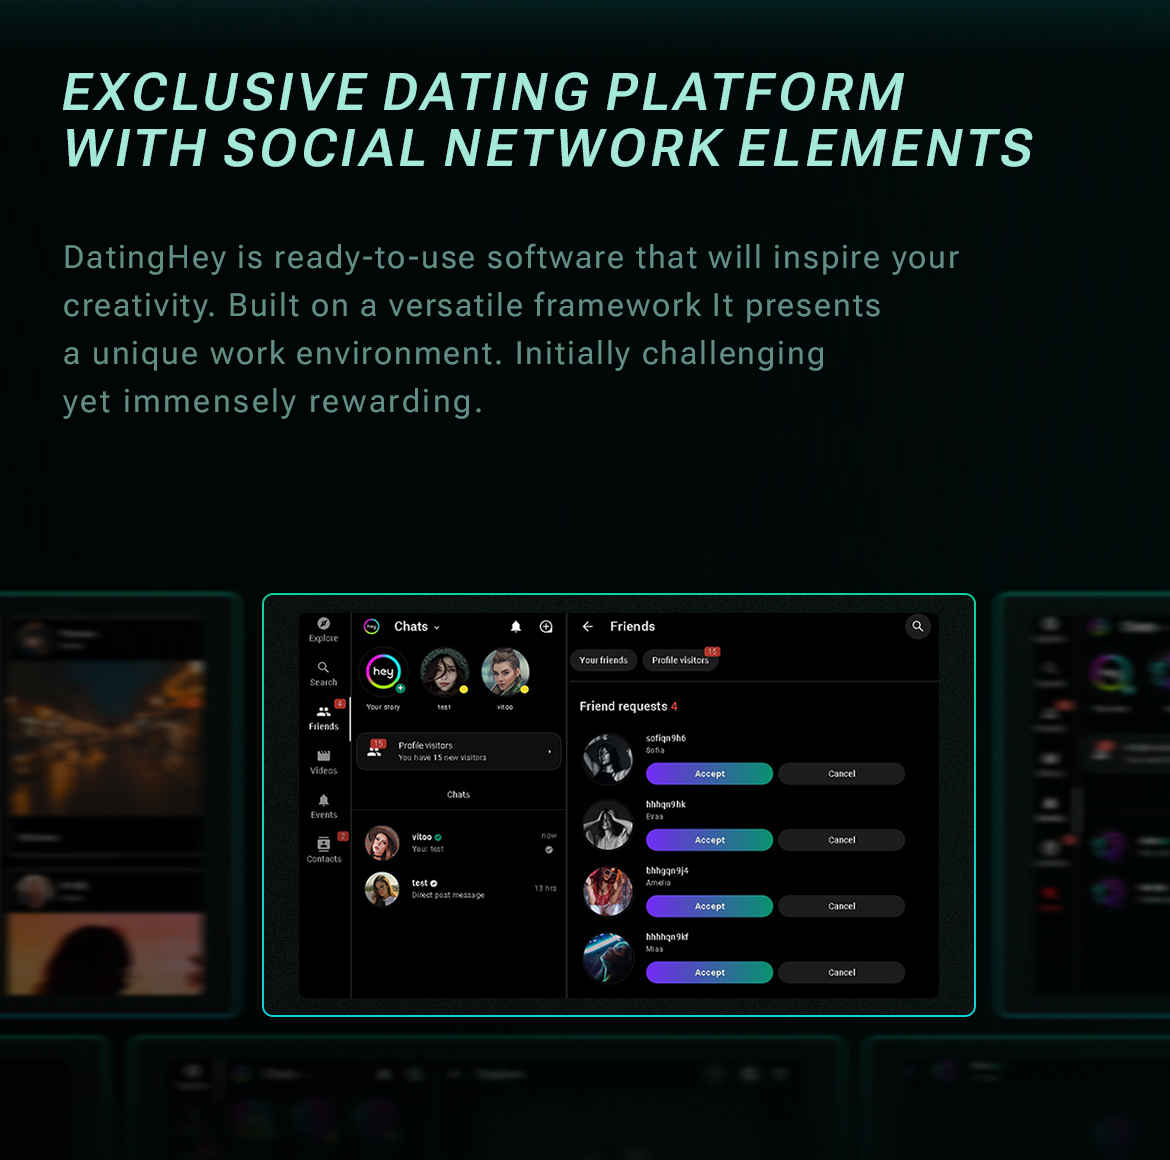 EXCLUSIVE DATING PLATFORM
WITH SOCIAL NETWORK ELEMENTS
DatingHey is ready-to-use software that will inspire your
creativity. Built on a versatile framework It presents
a unique work environment. Initially challenging
yet immensely rewarding.
Explore
Search
4
Friends
Videos
Events
2
Contacts
hey
Chats
hey
Your story
test
vitoo
15
Profile visitors
You have 15 new visitors
Chats
vitoo
now
You: test
test
Direct post message
13 hrs
Friends
Your friends
Profile visitors
15
Friend requests 4
sofiqn9h6
Sofia
Accept
Cancel
hhhqn9hk
Evaa
Accept
Cancel
bhhgqn9j4
Amelia
Accept
Cancel
hhhhqn9kf
Miaa
Accept
Cancel